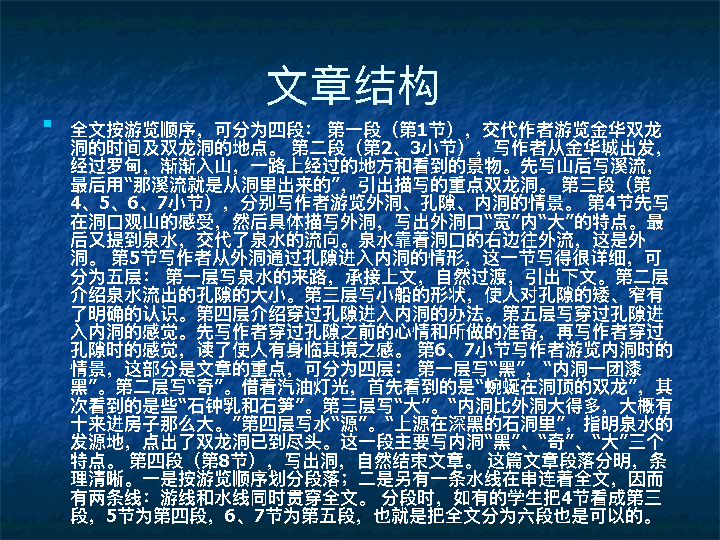 文章结构
全文按游览顺序，可分为四段： 第一段（第1节），交代作者游览金华双龙
洞的时间及双龙洞的地点。 第二段（第2、3小节），写作者从金华城出发，
经过罗甸，渐渐入山，一路上经过的地方和看到的景物。先写山后写溪流，
最后用“那溪流就是从洞里出来的”，引出描写的重点双龙洞。 第三段（第
4、5、6、7小节），分别写作者游览外洞、孔隙、内洞的情景。 第4节先写
在洞口观山的感受，然后具体描写外洞，写出外洞口“宽”内“大”的特点。最
后又提到泉水，交代了泉水的流向。泉水靠着洞口的右边往外流，这是外
洞。 第5节写作者从外洞通过孔隙进入内洞的情形，这一节写得很详细，可
分为五层： 第一层写泉水的来路，承接上文，自然过渡，引出下文。第二层
介绍泉水流出的孔隙的大小。第三层写小船的形状，使人对孔隙的矮、窄有
了明确的认识。第四层介绍穿过孔隙进入内洞的办法。第五层写穿过孔隙进
入内洞的感觉。先写作者穿过孔隙之前的心情和所做的准备，再写作者穿过
孔隙时的感觉，读了使人有身临其境之感。 第6、7小节写作者游览内洞时的
情景，这部分是文章的重点，可分为四层： 第一层写“黑”，“内洞一团漆
黑”。第二层写“奇”。借着汽油灯光，首先看到的是“蜿蜒在洞顶的双龙”，其
次看到的是些“石钟乳和石笋”。第三层写“大”。“内洞比外洞大得多，大概有
十来进房子那么大。”第四层写水“源”。“上源在深黑的石洞里”，指明泉水的
发源地，点出了双龙洞已到尽头。这一段主要写内洞“黑”、“奇”、“大”三个
特点。 第四段（第8节），写出洞，自然结束文章。 这篇文章段落分明，条
理清晰。一是按游览顺序划分段落；二是另有一条水线在串连着全文，因而
有两条线：游线和水线同时贯穿全文。 分段时，如有的学生把4节看成第三
段，5节为第四段，6、7节为第五段，也就是把全文分为六段也是可以的。